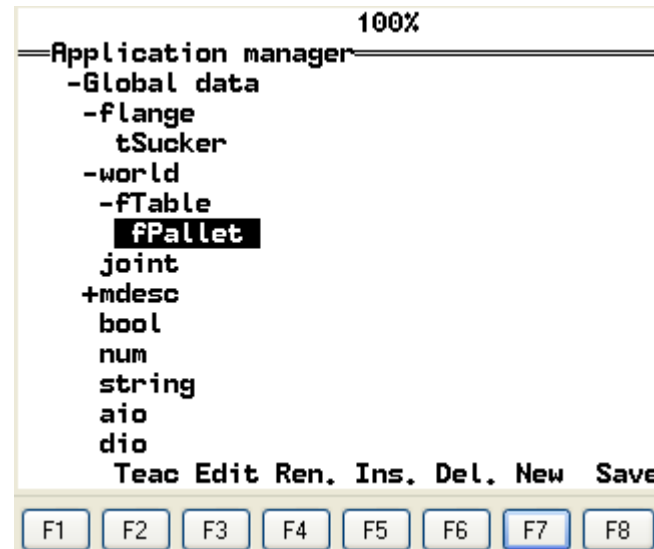 100%
Application manager
-Global data
-flange
tSucker
-world
-fTable
fPallet
joint
+mdesc
bool
num
string
aio
dio
Teac Edit Ren. Ins. Del. New Save
F1 F2 F3 F4 F5 F6 F7 F8